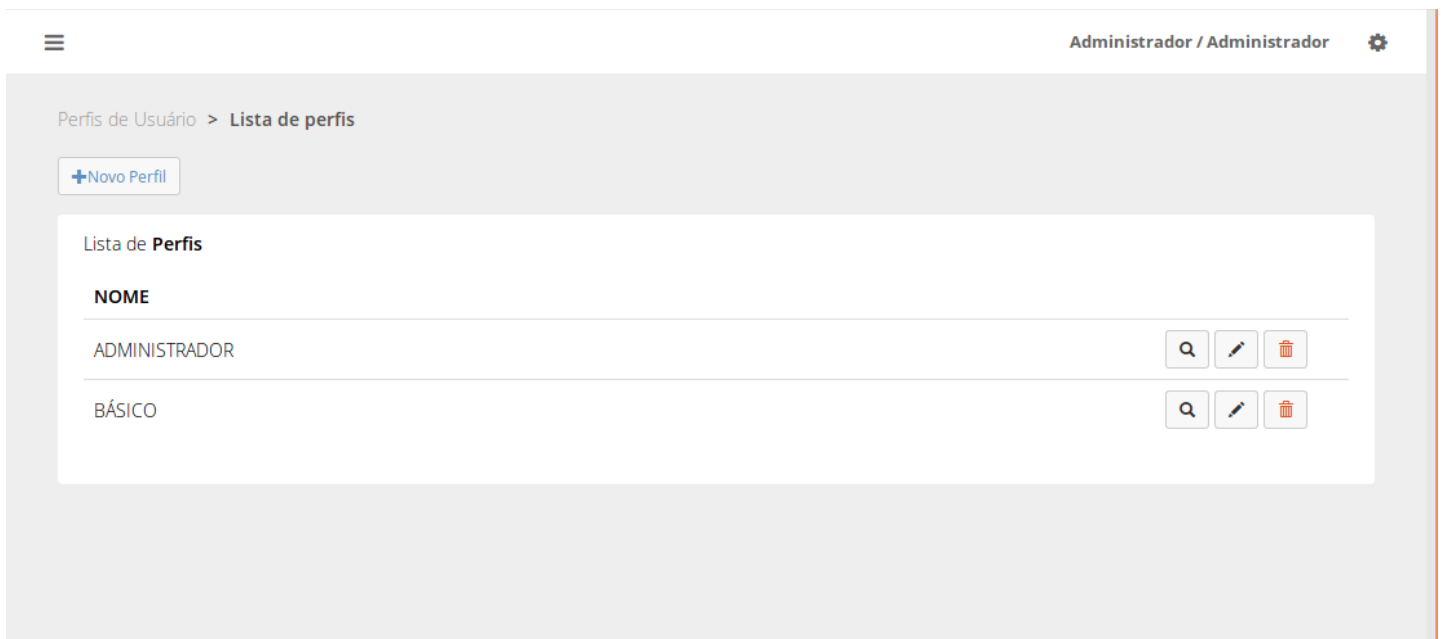 Administrador / Administrador
Perfis de Usuário > Lista de perfis
Novo Perfil
Lista de Perfis
NOME
ADMINISTRADOR
BÁSICO